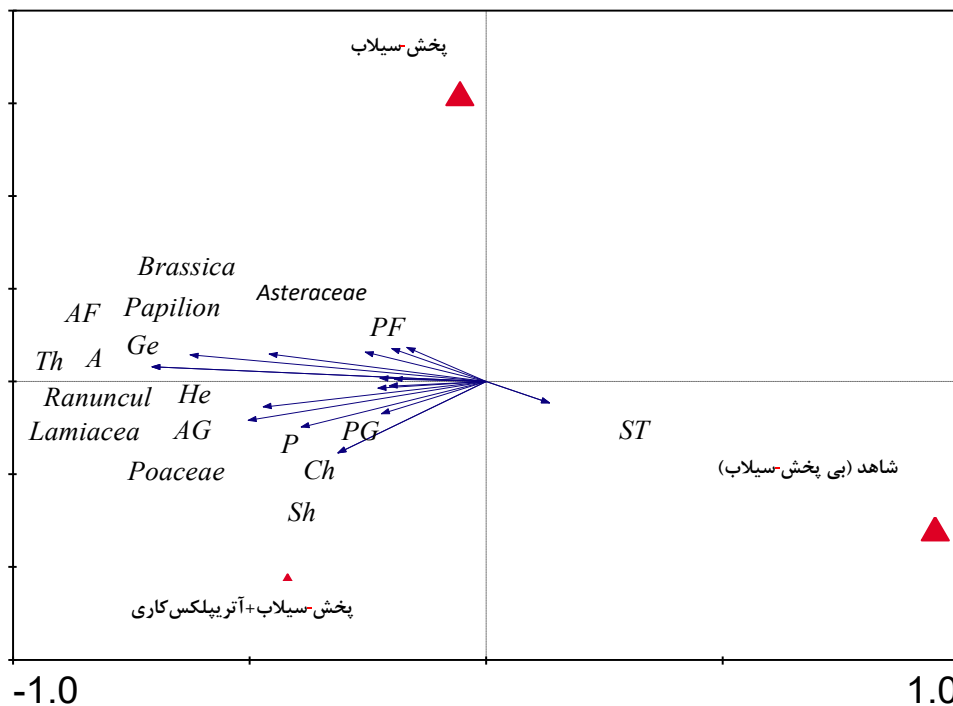 پخش-سیلاب
Brassica
Asteraceae
AF
Papilion
PF
Ge
Th
A
Ranuncul
He
Lamiacea
AG
P
PG
ST
Poaceae
Ch
شاهد (بی پخش-سیلاب)
Sh
پخش-سیلاب+آتریپلکس‌کاری
-1.0
1.0